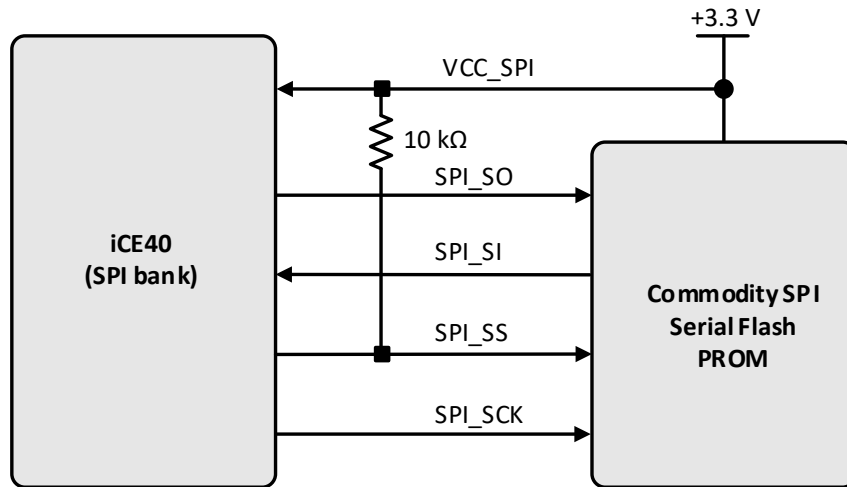 +3.3 V
VCC_SPI
10 kΩ
SPI_SO
iCE40
(SPI bank)
SPI_SI
Commodity SPI
Serial Flash
PROM
SPI_SS
SPI_SCK